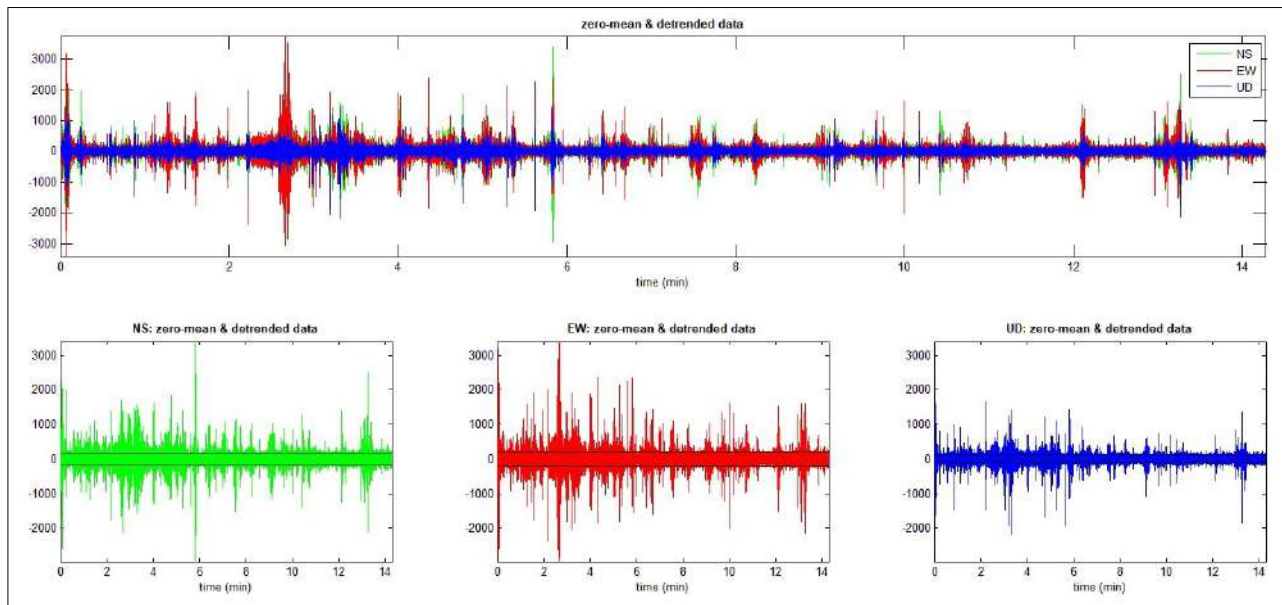 zero-mean & detrended data
3000
2000
1000
0
-1000
-2000
-3000
NS
EW
UD
0 2 4 6 8 10 12 14
time (min)
NS: zero-mean & detrended data
3000
2000
1000
0
-1000
-2000
0 2 4 6 8 10 12 14
time (min)
EW: zero-mean & detrended data
3000
2000
1000
0
-1000
-2000
0 2 4 6 8 10 12 14
time (min)
UD: zero-mean & detrended data
3000
2000
1000
0
-1000
-2000
0 2 4 6 8 10 12 14
time (min)